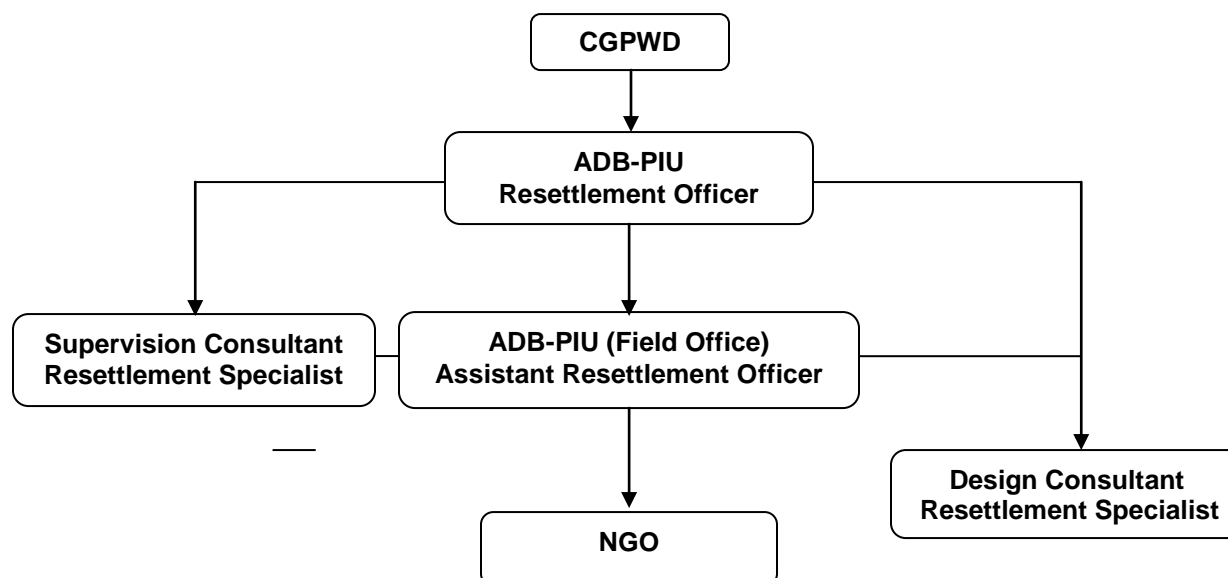 CGPWD
ADB-PIU
Resettlement Officer
Supervision Consultant
Resettlement Specialist
ADB-PIU (Field Office)
Assistant Resettlement Officer
Design Consultant
Resettlement Specialist
NGO